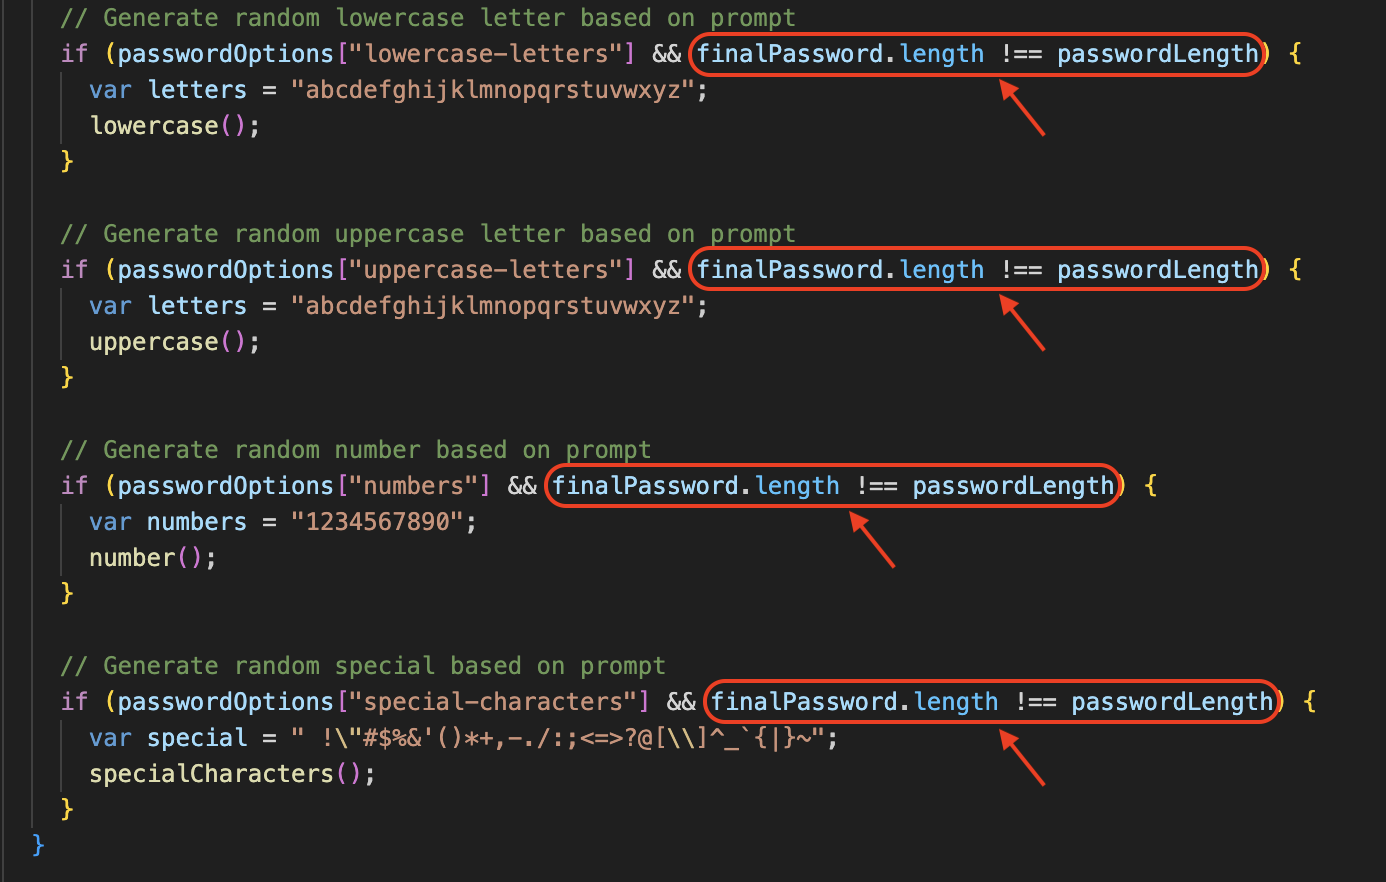 // Generate random lowercase letter based on prompt
if (passwordOptions["lowercase-letters"] && finalPassword.length !== passwordLength) {
var letters = "abcdefghijklmnopqrstuvwxyz";
lowercase();
}
// Generate random uppercase letter based on prompt
if (passwordOptions["uppercase-letters"] && finalPassword.length !== passwordLength) {
var letters = "abcdefghijklmnopqrstuvwxyz";
uppercase();
}
// Generate random number based on prompt
if (passwordOptions["numbers"] && finalPassword.length !== passwordLength) {
var numbers = "1234567890";
number();
}
// Generate random special based on prompt
if (passwordOptions["special-characters"] && finalPassword.length !== passwordLength) {
var special = " !\"#$%&'()*+,-./:;<=>?@[\\]^_`{|}~";
specialCharacters();
}
}